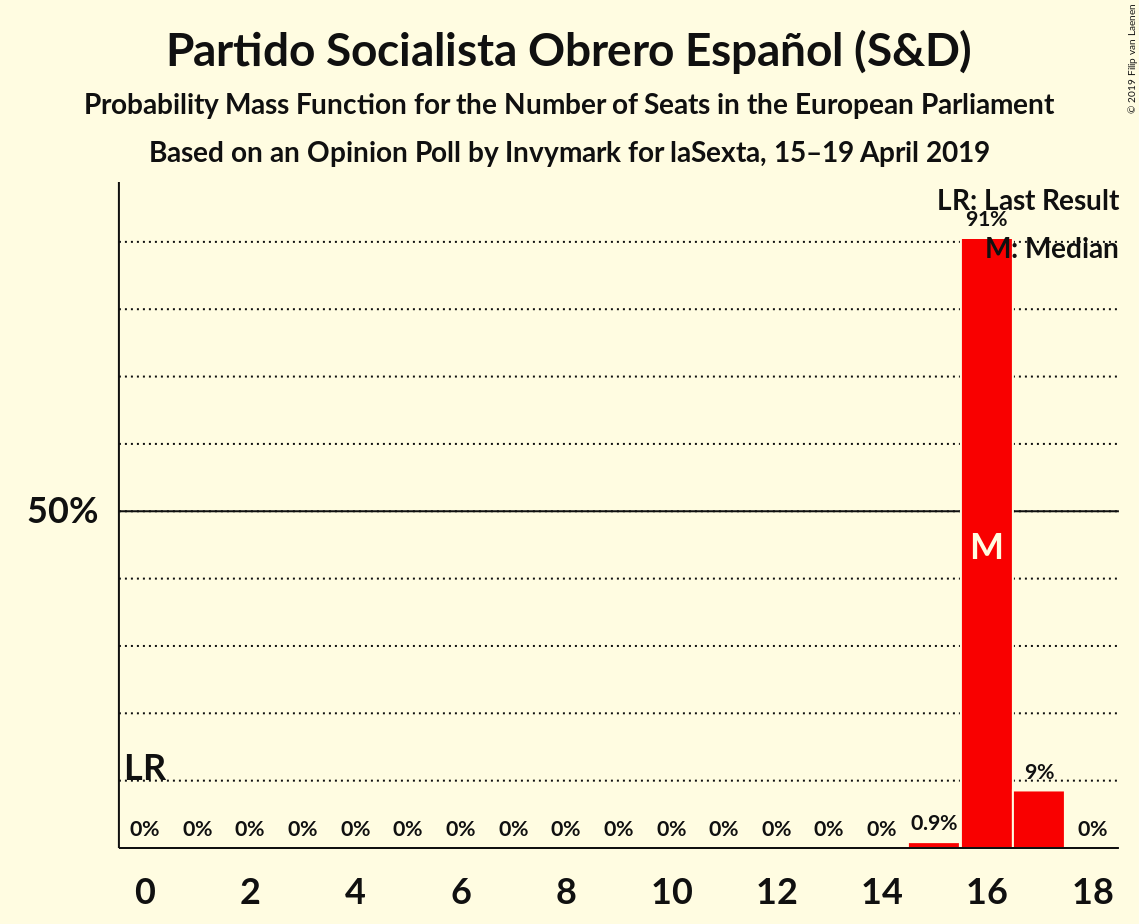 Partido Socialista Obrero Español (S&D)
Probability Mass Function for the Number of Seats in the European Parliament
Based on an Opinion Poll by Invymark for laSexta, 15–19 April 2019
© 2019 Filip van Laenen
LR: Last Result
91%
M: Median
50%
M
LR
9%
0% 0% 0% 0% 0% 0% 0% 0% 0% 0% 0% 0% 0% 0% 0% 0.9% 0%
0 2 4 6 8 10 12 14 16 18